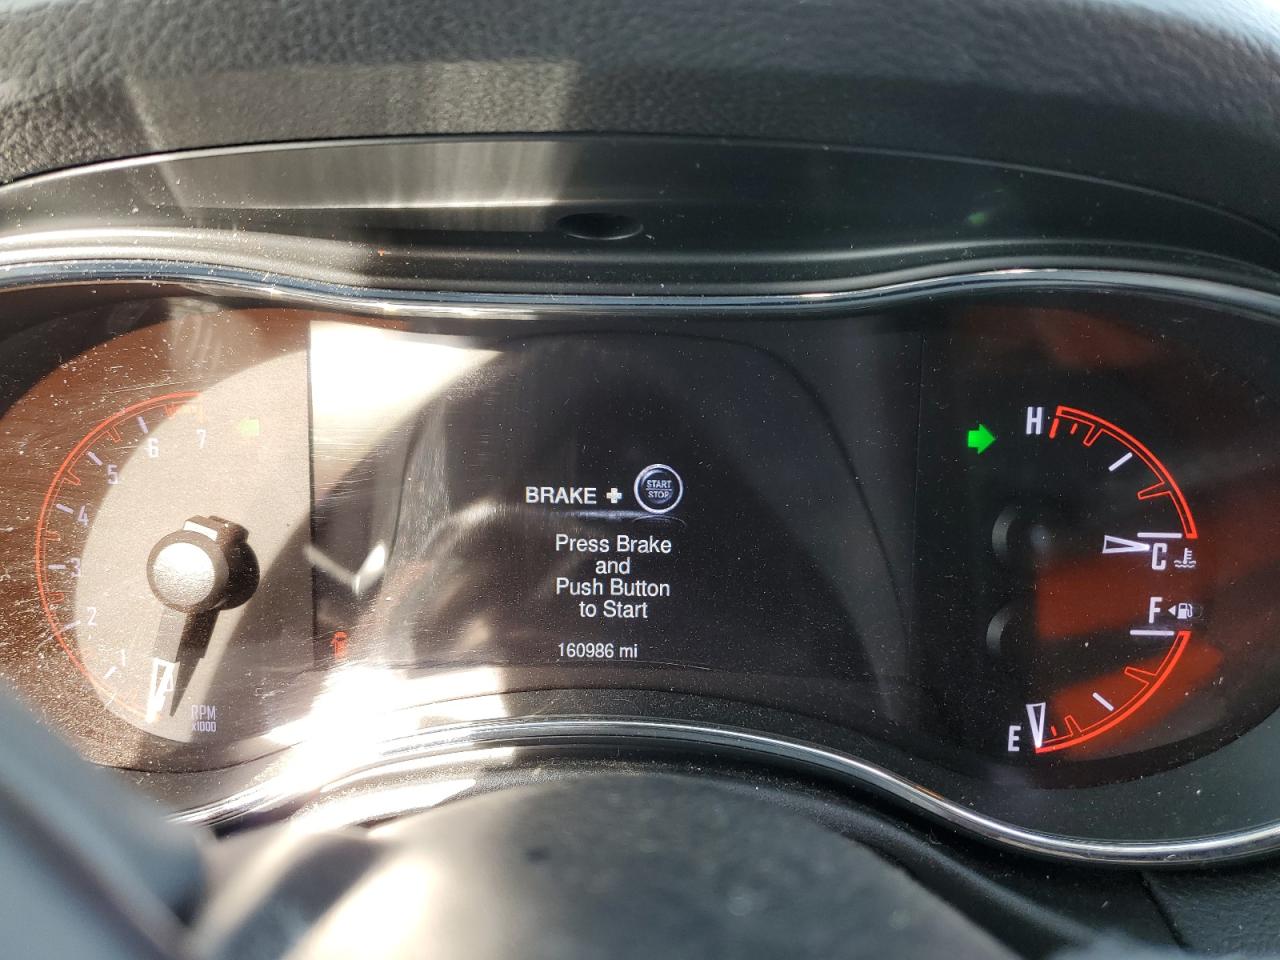 BRAKE + START STOP
Press Brake
and
Push Button
to Start
160986 mi
7
6
5
4
3
2
1
RPM
x1000
H
C
F
E